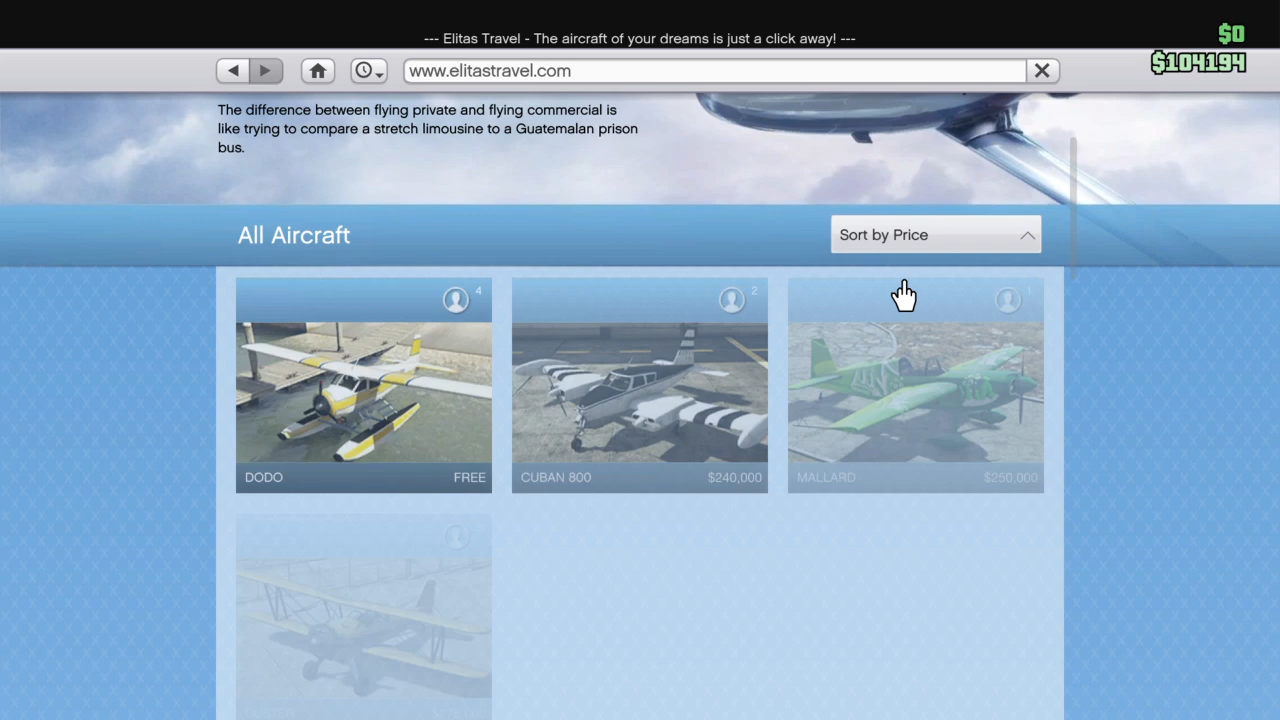 --- Elitas Travel - The aircraft of your dreams is just a click away! ---
$0
$104194
www.elitastravel.com
The difference between flying private and flying commercial is
like trying to compare a stretch limousine to a Guatemalan prison
bus.
All Aircraft
Sort by Price
4
2
1
DODO
FREE
CUBAN 800
$240,000
MALLARD
$250,000